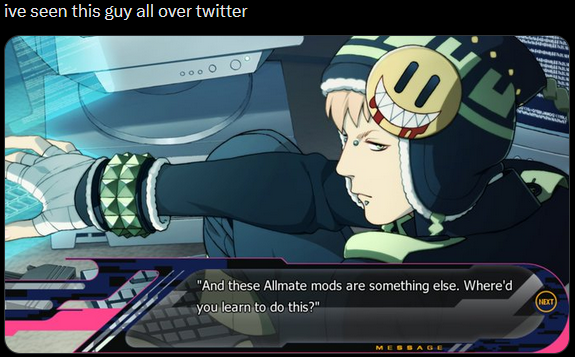 ive seen this guy all over twitter
"And these Allmate mods are something else. Where'd
you learn to do this?"
NEXT
MESSAGE